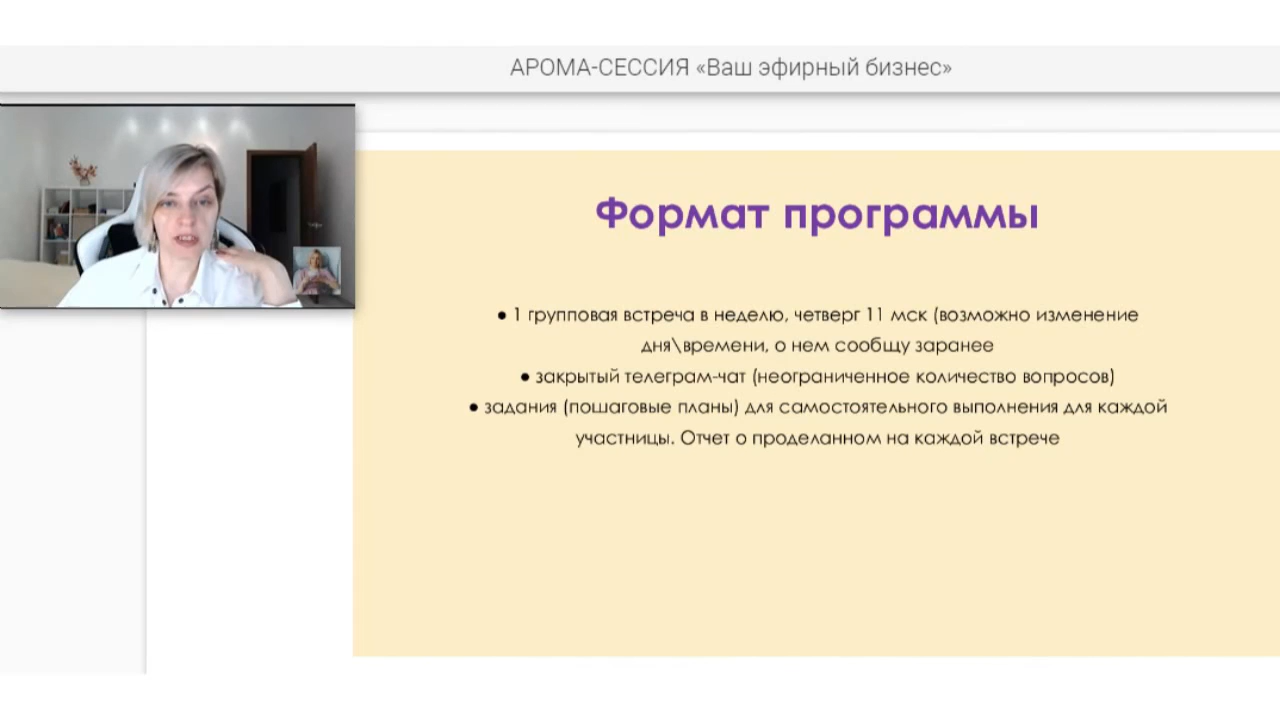 АРОМА-СЕССИЯ «Ваш эфирный бизнес»
Формат программы
● 1 групповая встреча в неделю, четверг 11 мск (возможно изменение
дня\времени, о нем сообщу заранее
● закрытый телеграм-чат (неограниченное количество вопросов)
● задания (пошаговые планы) для самостоятельного выполнения для каждой
участницы. Отчет о проделанном на каждой встрече